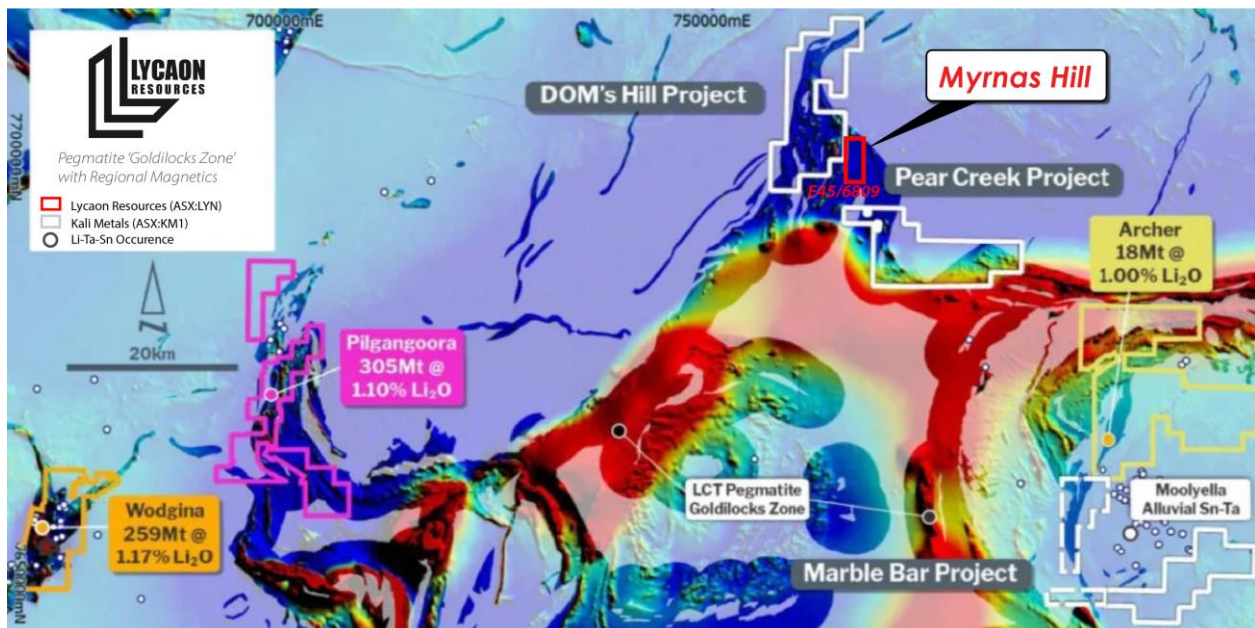 700000mE
750000mE
LYCAON
RESOURCES
Pegmatite 'Goldilocks Zone'
with Regional Magnetics
Lycaon Resources (ASX:LYN)
Kali Metals (ASX:KM1)
Li-Ta-Sn Occurence
7700000mN
N
20km
DOM's Hill Project
Myrnas Hill
E45/6809
Pear Creek Project
Archer
18Mt @
1.00% Li₂O
Pilgangoora
305Mt @
1.10% Li₂O
Wodgina
259Mt @
1.17% Li₂O
LCT Pegmatite
Goldilocks Zone
Moolyella
Alluvial Sn-Ta
Marble Bar Project
7650000mN